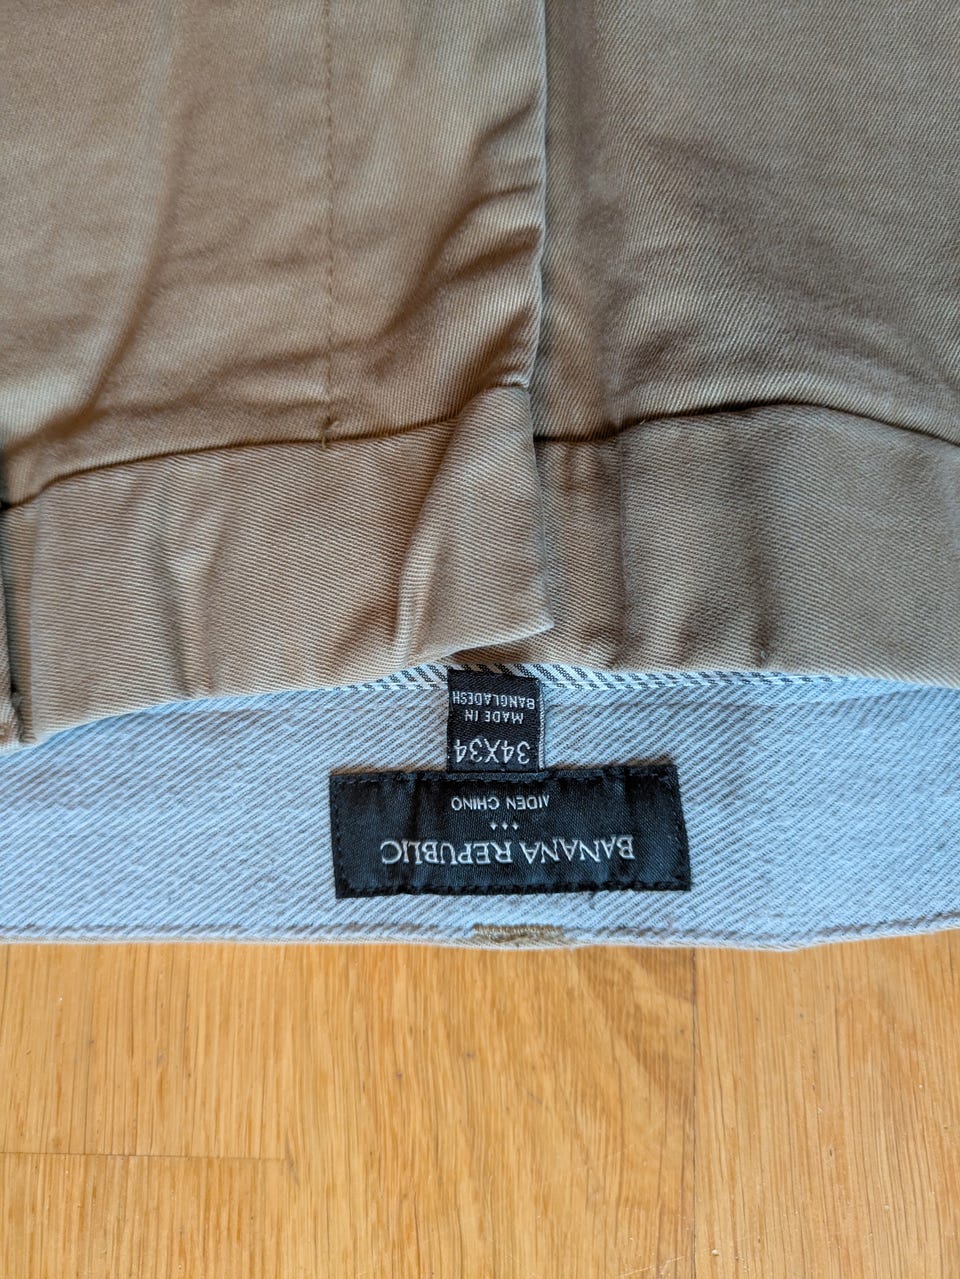 BANANA REPUBLIC
AIDEN CHINO
34X34
MADE IN
BANGLADESH